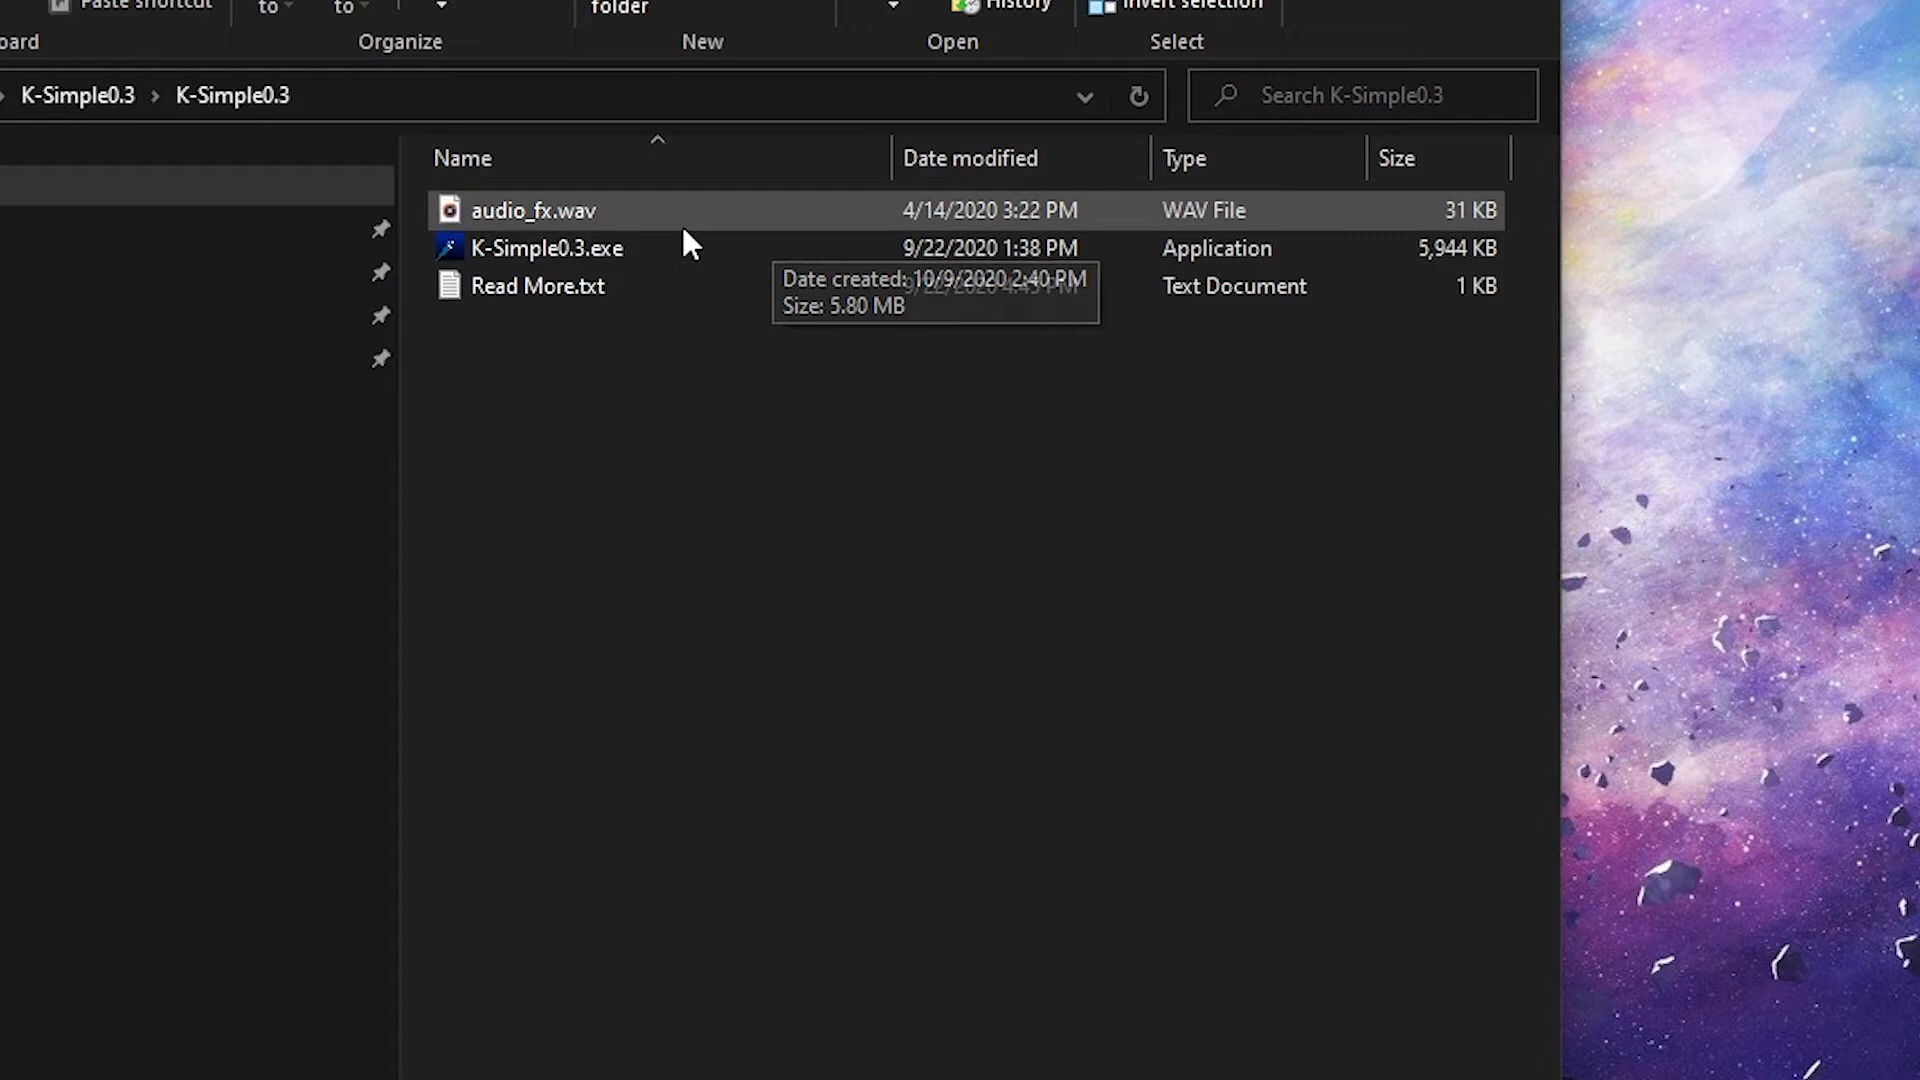 Paste shortcut
to
to
folder
History
Invert selection
oard
Organize
New
Open
Select
K-Simple0.3 > K-Simple0.3
Search K-Simple0.3
Name
Date modified
Type
Size
audio_fx.wav
4/14/2020 3:22 PM
WAV File
31 KB
K-Simple0.3.exe
9/22/2020 1:38 PM
Application
5,944 KB
Read More.txt
Text Document
1 KB
Date created: 10/9/2020 2:40 PM
Size: 5.80 MB